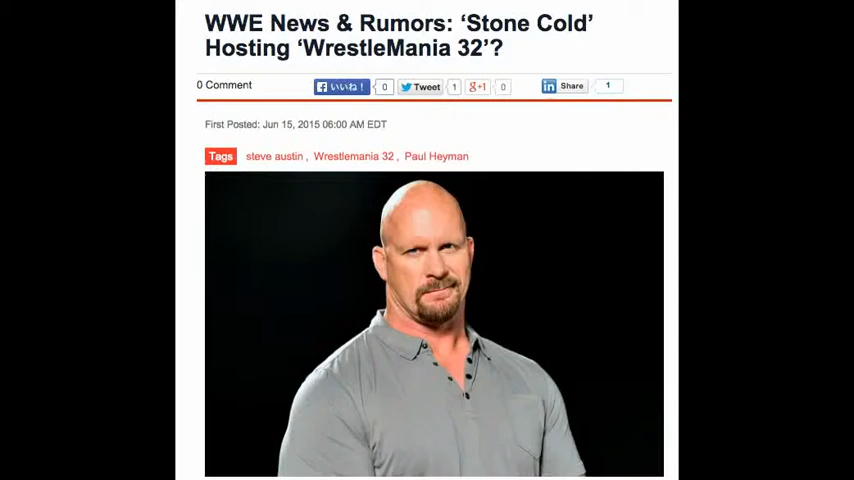 WWE News & Rumors: ‘Stone Cold’
Hosting ‘WrestleMania 32’?
0 Comment
いいね！ 0 Tweet 1 g+1 0 in Share 1
First Posted: Jun 15, 2015 06:00 AM EDT
Tags steve austin , Wrestlemania 32 , Paul Heyman